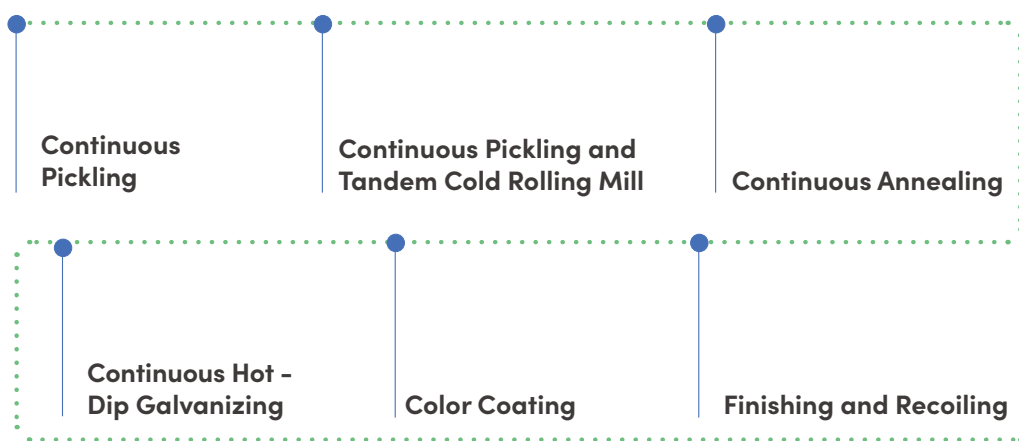 Continuous
Pickling
Continuous Pickling and
Tandem Cold Rolling Mill
Continuous Annealing
Continuous Hot -
Dip Galvanizing
Color Coating
Finishing and Recoiling